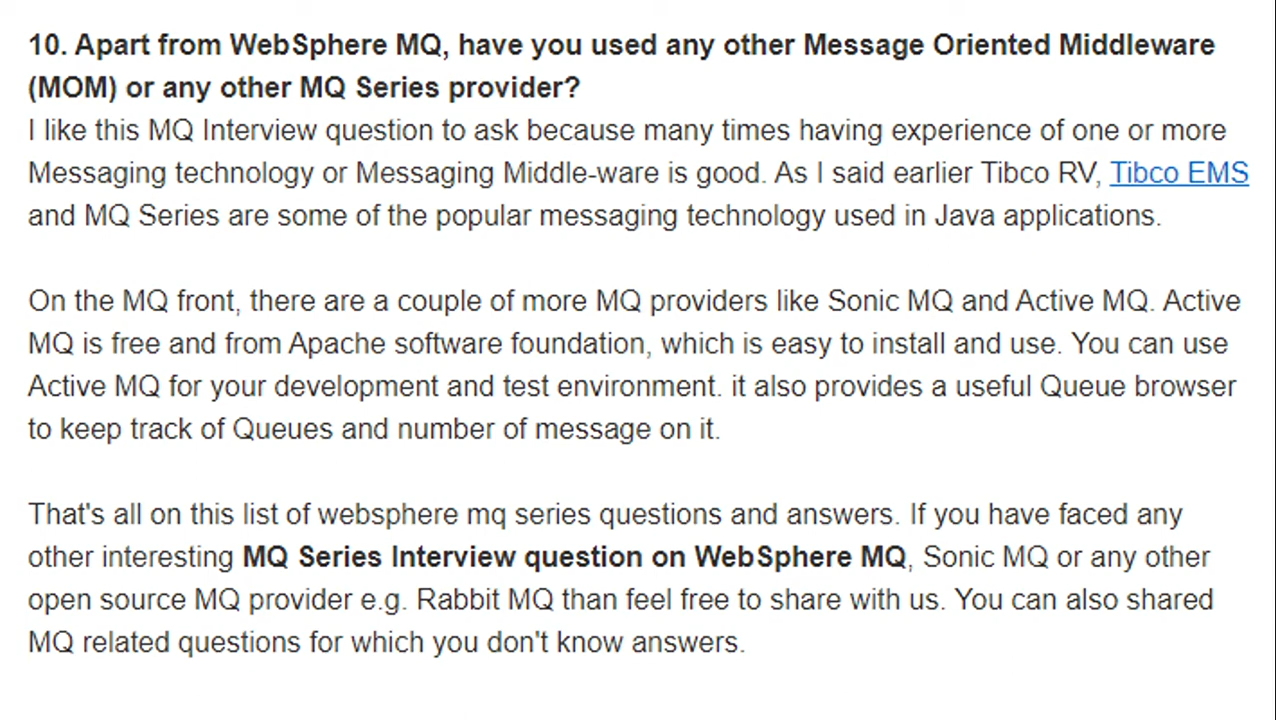 10. Apart from WebSphere MQ, have you used any other Message Oriented Middleware
(MOM) or any other MQ Series provider?
I like this MQ Interview question to ask because many times having experience of one or more
Messaging technology or Messaging Middle-ware is good. As I said earlier Tibco RV, Tibco EMS
and MQ Series are some of the popular messaging technology used in Java applications.
On the MQ front, there are a couple of more MQ providers like Sonic MQ and Active MQ. Active
MQ is free and from Apache software foundation, which is easy to install and use. You can use
Active MQ for your development and test environment. it also provides a useful Queue browser
to keep track of Queues and number of message on it.
That's all on this list of websphere mq series questions and answers. If you have faced any
other interesting MQ Series Interview question on WebSphere MQ, Sonic MQ or any other
open source MQ provider e.g. Rabbit MQ than feel free to share with us. You can also shared
MQ related questions for which you don't know answers.